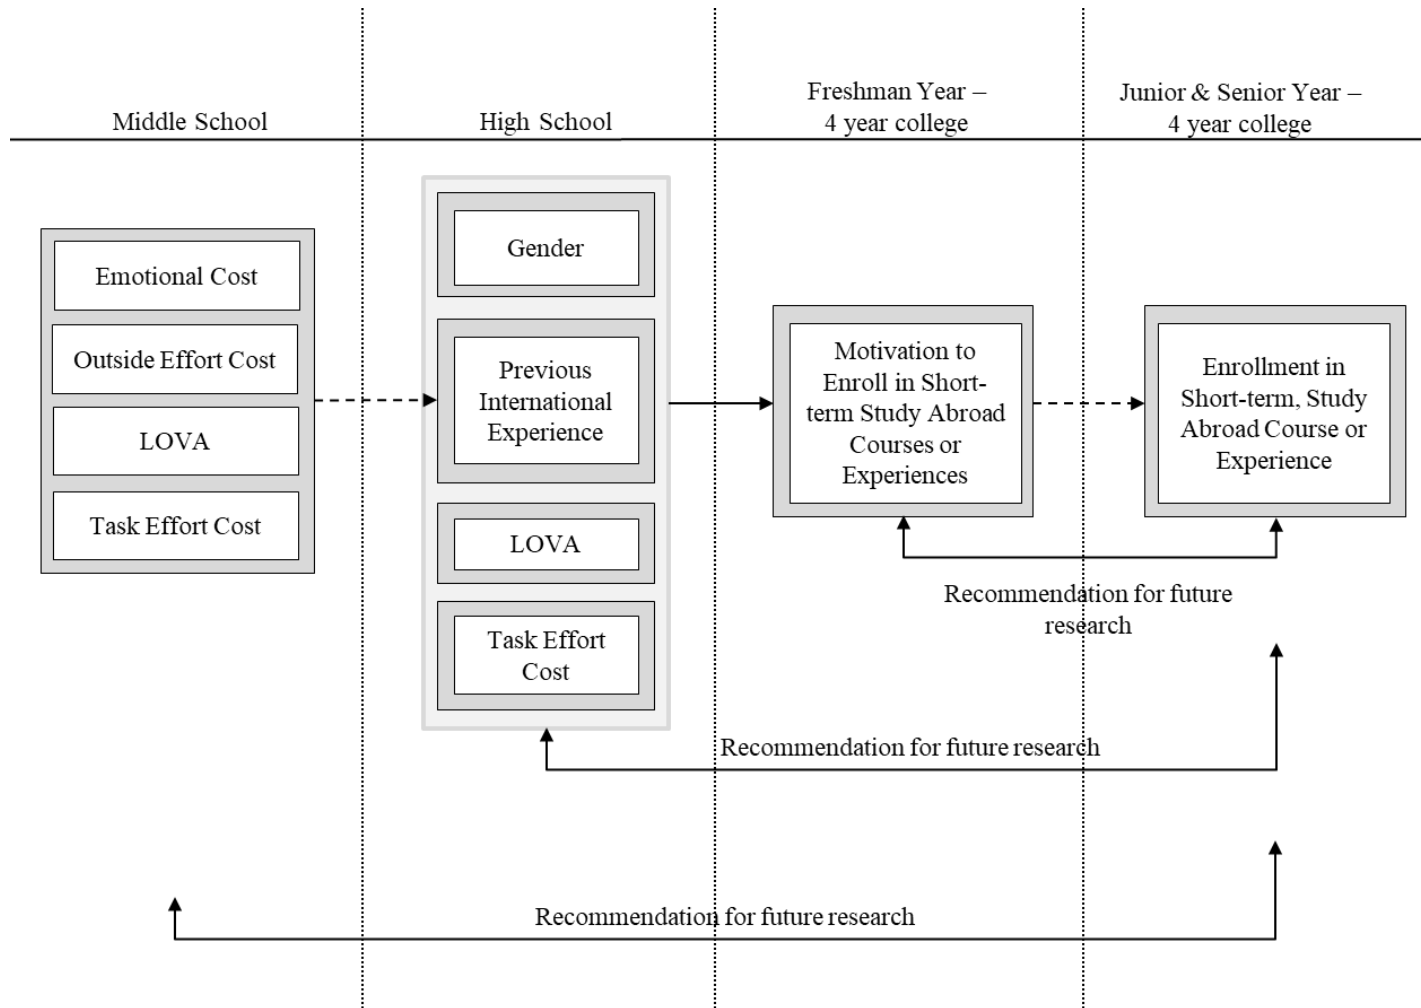 Middle School
High School
Freshman Year –
4 year college
Junior & Senior Year –
4 year college
Emotional Cost
Outside Effort Cost
LOVA
Task Effort Cost
Gender
Previous
International
Experience
LOVA
Task Effort
Cost
Motivation to
Enroll in Short-
term Study Abroad
Courses or
Experiences
Enrollment in
Short-term, Study
Abroad Course or
Experience
Recommendation for future
research
Recommendation for future research
Recommendation for future research